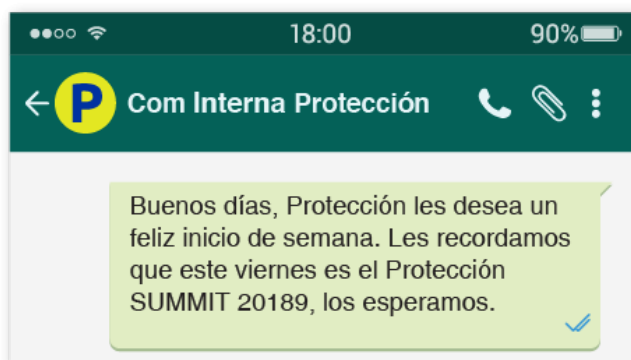 18:00
90%
P Com Interna Protección
Buenos días, Protección les desea un
feliz inicio de semana. Les recordamos
que este viernes es el Protección
SUMMIT 20189, los esperamos.